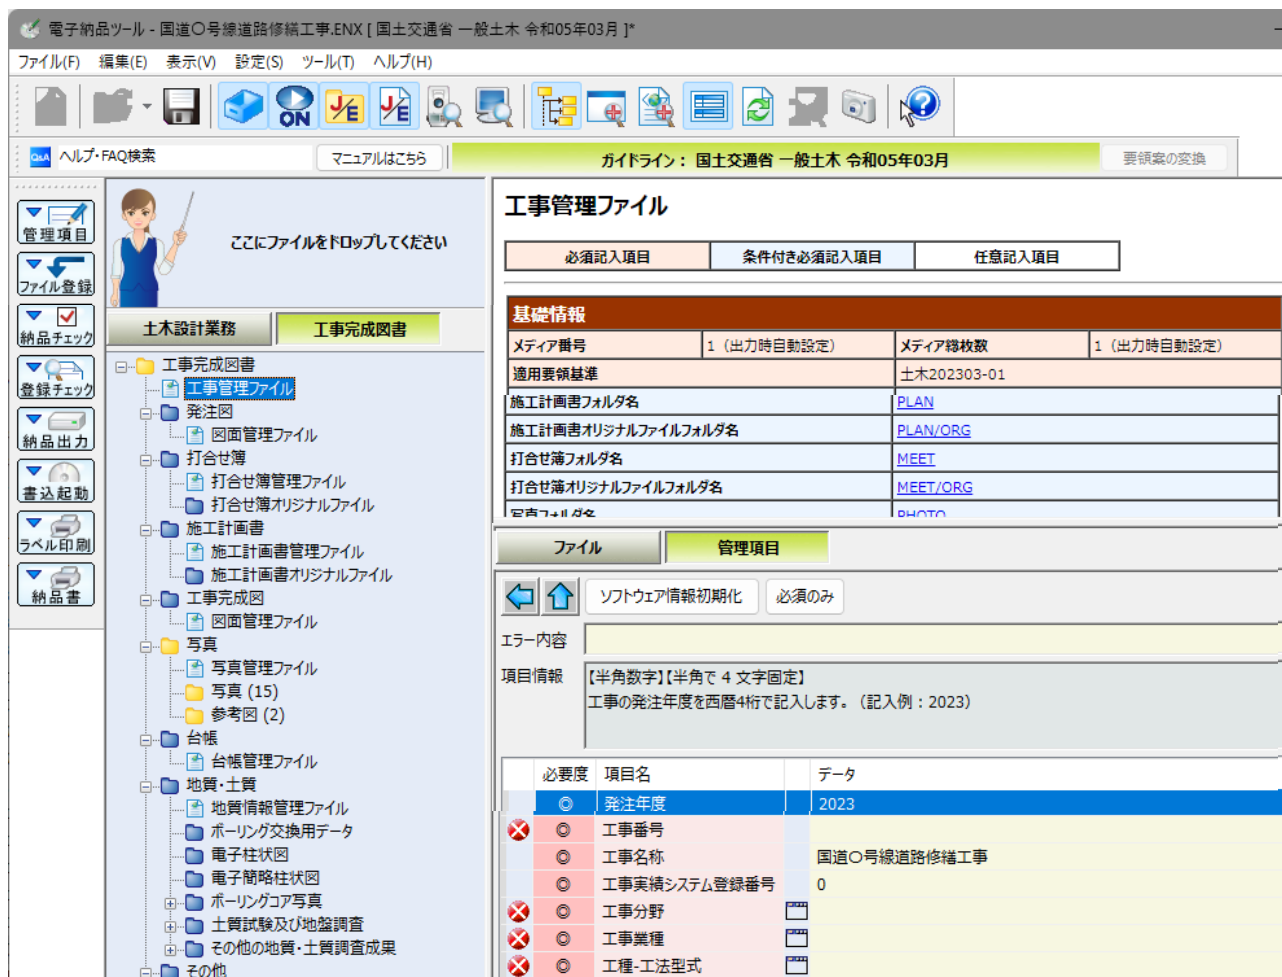 電子納品ツール - 国道〇号線道路修繕工事.ENX [ 国土交通省 一般土木 令和05年03月 ]*
ファイル(F) 編集(E) 表示(V) 設定(S) ツール(T) ヘルプ(H)
ON J/E J/E ?
Q&A ヘルプ・FAQ検索 マニュアルはこちら ガイドライン： 国土交通省 一般土木 令和05年03月 要領案の変換
管理項目
ファイル登録
納品チェック
登録チェック
納品出力
書込起動
ラベル印刷
納品書
ここにファイルをドロップしてください
土木設計業務 工事完成図書
工事完成図書
工事管理ファイル
発注図
図面管理ファイル
打合せ簿
打合せ簿管理ファイル
打合せ簿オリジナルファイル
施工計画書
施工計画書管理ファイル
施工計画書オリジナルファイル
工事完成図
図面管理ファイル
写真
写真管理ファイル
写真 (15)
参考図 (2)
台帳
台帳管理ファイル
地質・土質
地質情報管理ファイル
ボーリング交換用データ
電子柱状図
電子簡略柱状図
ボーリングコア写真
土質試験及び地盤調査
その他の地質・土質調査成果
その他
工事管理ファイル
必須記入項目 条件付き必須記入項目 任意記入項目
基礎情報
メディア番号 1（出力時自動設定） メディア総枚数 1（出力時自動設定）
適用要領基準 土木202303-01
施工計画書フォルダ名 PLAN
施工計画書オリジナルファイルフォルダ名 PLAN/ORG
打合せ簿フォルダ名 MEET
打合せ簿オリジナルファイルフォルダ名 MEET/ORG
写真フォルダ名 PHOTO
ファイル 管理項目
ソフトウェア情報初期化 必須のみ
エラー内容
項目情報 【半角数字】【半角で 4 文字固定】
工事の発注年度を西暦4桁で記入します。（記入例：2023）
必要度 項目名 データ
◎ 発注年度 2023
◎ 工事番号
◎ 工事名称 国道〇号線道路修繕工事
◎ 工事実績システム登録番号 0
◎ 工事分野
◎ 工事業種
◎ 工種-工法型式